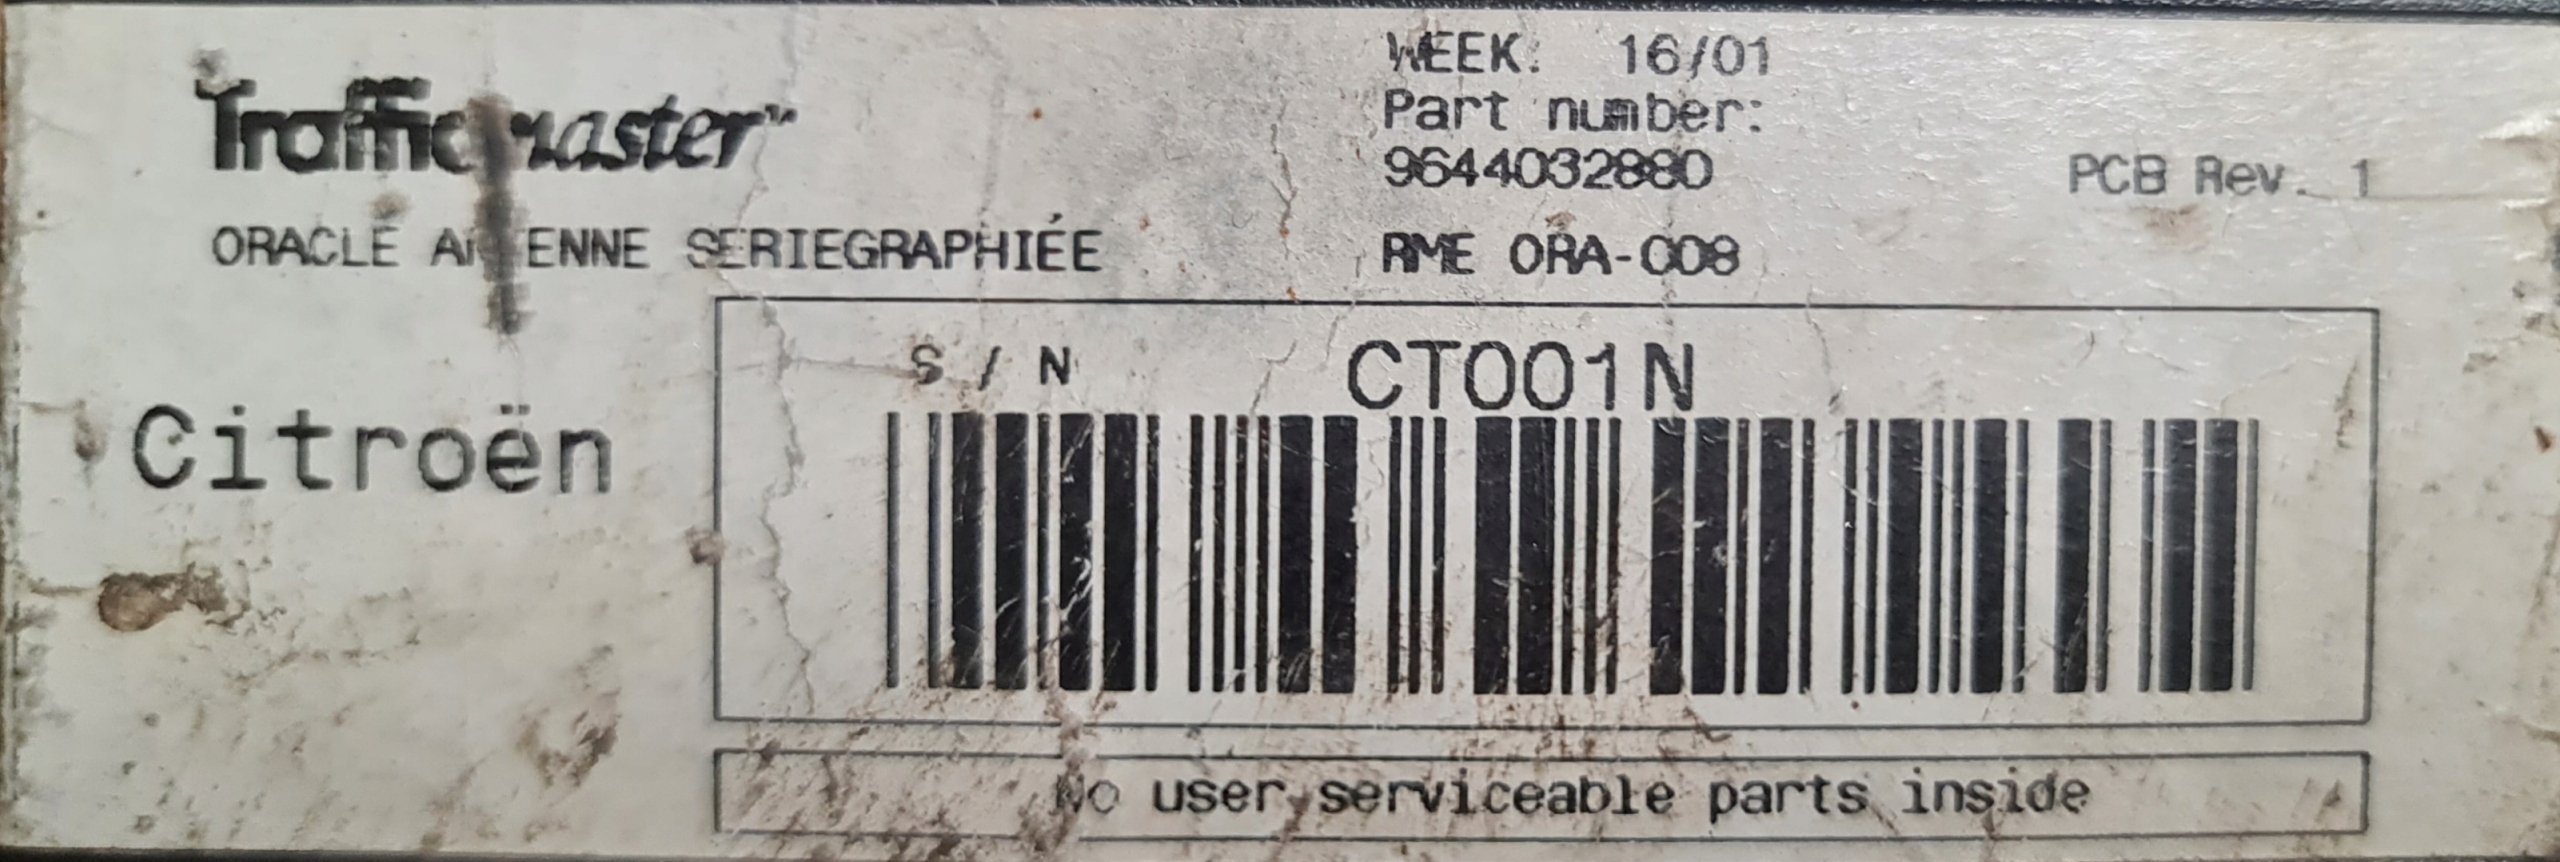 Trafficmaster™
ORACLE ANTENNE SERIEGRAPHIÉE
WEEK: 16/01
Part number:
9644032880
PCB Rev. 1
RME ORA-008
Citroën
S / N CT001N
No user serviceable parts inside